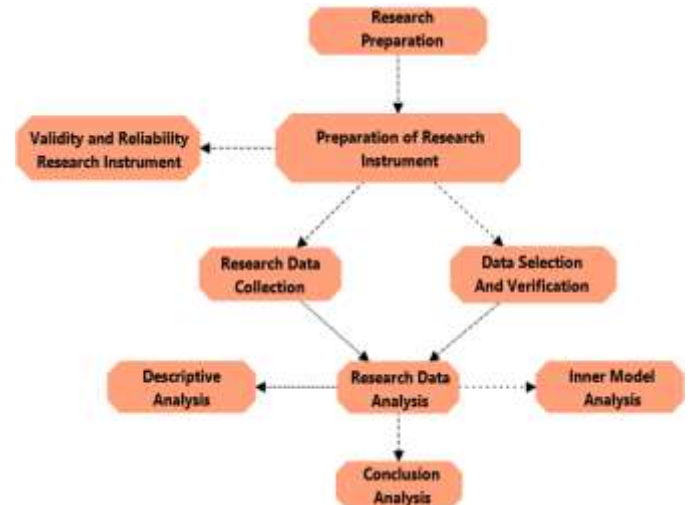 Research
Preparation
Validity and Reliability
Research Instrument
Preparation of Research
Instrument
Research Data
Collection
Data Selection
And Verification
Descriptive
Analysis
Research Data
Analysis
Inner Model
Analysis
Conclusion
Analysis